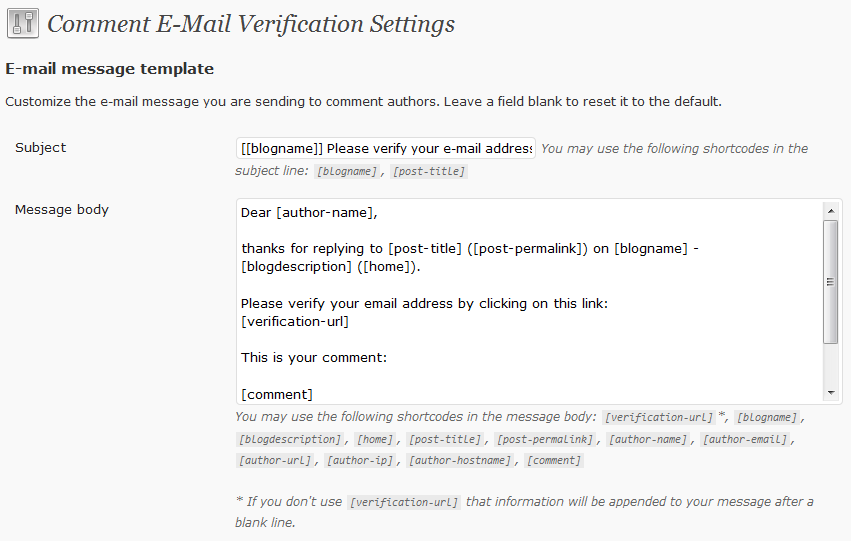 Comment E-Mail Verification Settings
E-mail message template
Customize the e-mail message you are sending to comment authors. Leave a field blank to reset it to the default.
Subject
[[blogname]] Please verify your e-mail address You may use the following shortcodes in the
subject line: [blogname], [post-title]
Message body
Dear [author-name],
thanks for replying to [post-title] ([post-permalink]) on [blogname] -
[blogdescription] ([home]).
Please verify your email address by clicking on this link:
[verification-url]
This is your comment:
[comment]
You may use the following shortcodes in the message body: [verification-url]*, [blogname],
[blogdescription], [home], [post-title], [post-permalink], [author-name], [author-email],
[author-url], [author-ip], [author-hostname], [comment]
* If you don't use [verification-url] that information will be appended to your message after a
blank line.